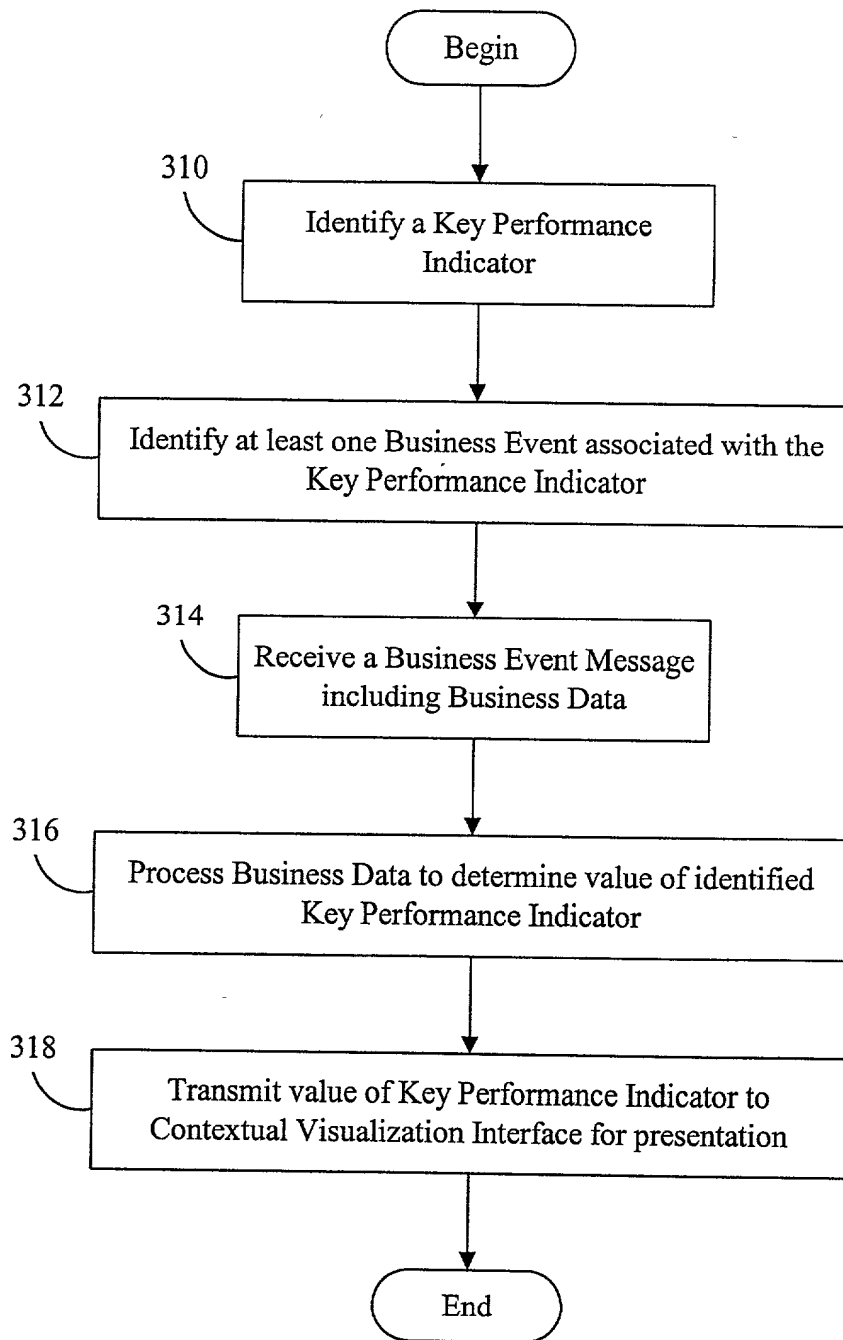 Begin
310
Identify a Key Performance
Indicator
312
Identify at least one Business Event associated with the
Key Performance Indicator
314
Receive a Business Event Message
including Business Data
316
Process Business Data to determine value of identified
Key Performance Indicator
318
Transmit value of Key Performance Indicator to
Contextual Visualization Interface for presentation
End